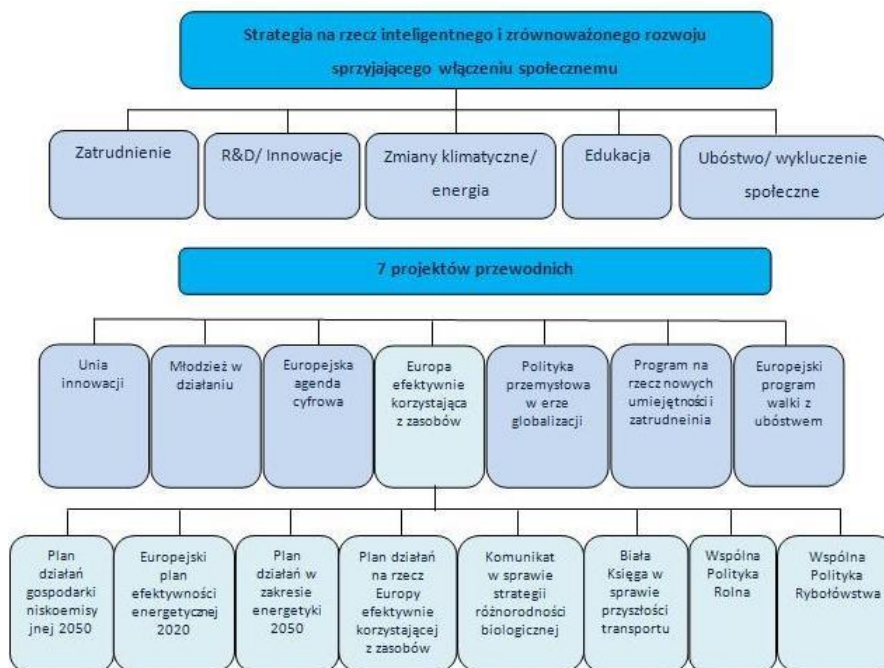 Strategia na rzecz inteligentnego i zrównoważonego rozwoju
sprzyjającego włączeniu społecznemu
Zatrudnienie
R&D/ Innowacje
Zmiany klimatyczne/
energia
Edukacja
Ubóstwo/ wykluczenie
społeczne
7 projektów przewodnich
Unia
innowacji
Młodzież w
działaniu
Europejska
agenda
cyfrowa
Europa
efektywnie
korzystająca
z zasobów
Polityka
przemysłowa
w erze
globalizacji
Program na
rzecz nowych
umiejętności i
zatrudneinia
Europejski
program
walki z
ubóstwem
Plan
działań
gospodarki
niskoemisy
jnej 2050
Europejski
plan
efektywności
energetycznej
2020
Plan
działań w
zakresie
energetyki
2050
Plan działań
na rzecz
Europy
efektywnie
korzystającej
z zasobów
Komunikat
w sprawie
strategii
różnorodności
biologicznej
Biała
Księga w
sprawie
przyszłości
transportu
Wspólna
Polityka
Rolna
Wspólna
Polityka
Rybołówstwa